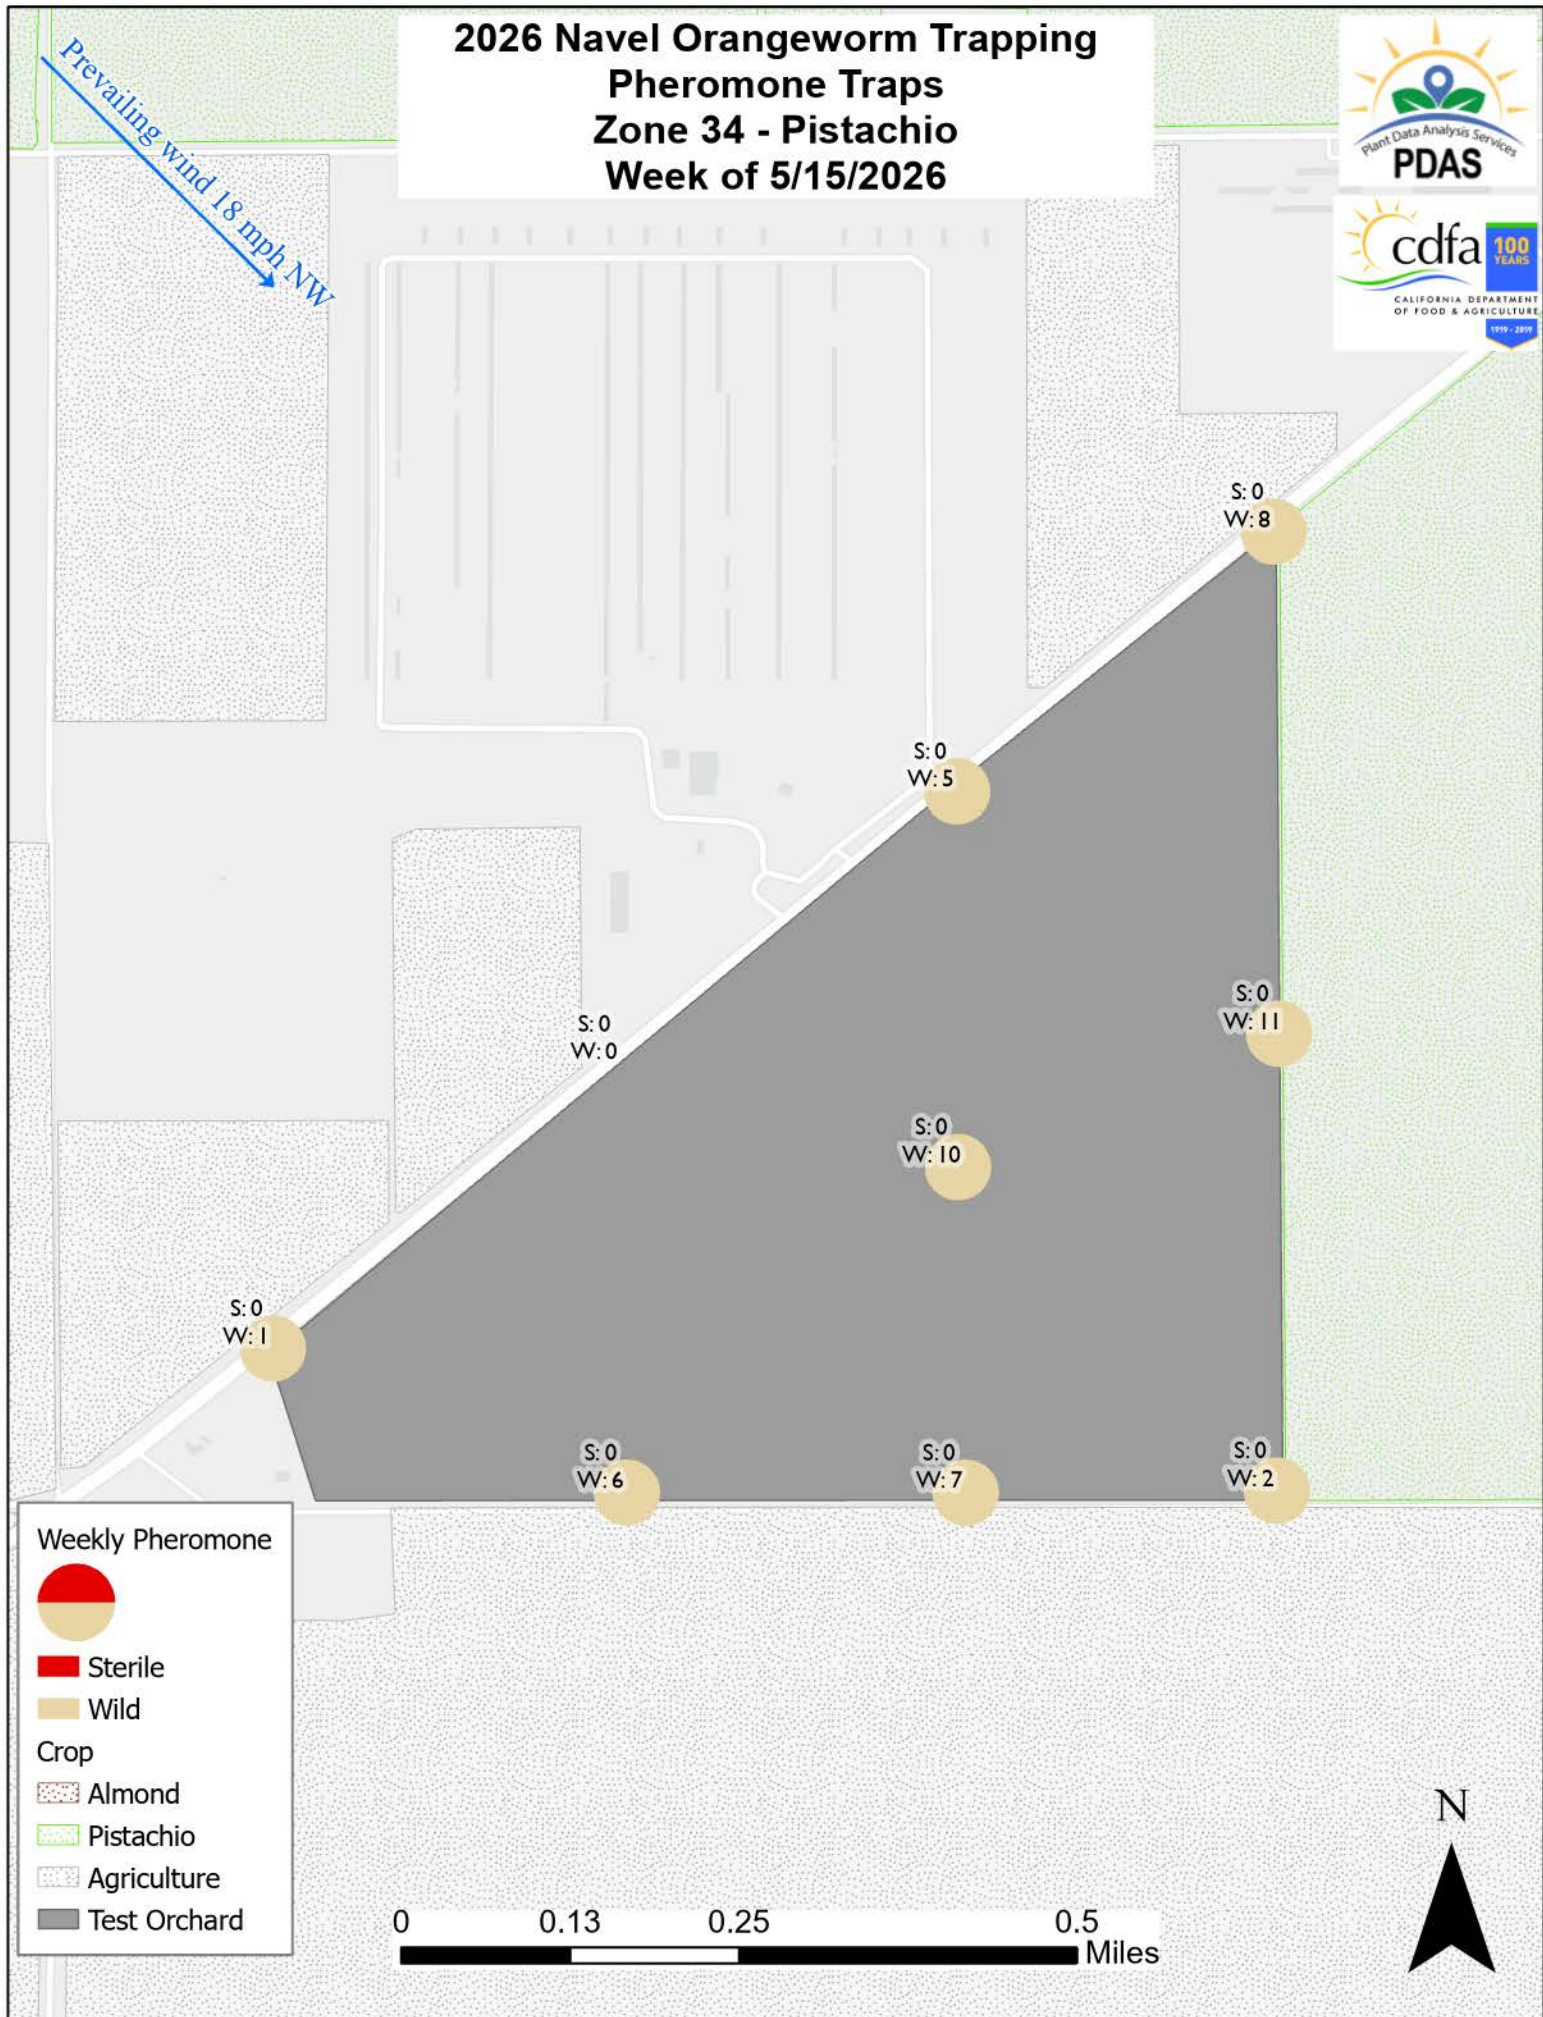 2026 Navel Orangeworm Trapping
Pheromone Traps
Zone 34 - Pistachio
Week of 5/15/2026
Prevailing wind 18 mph NW
Plant Data Analysis Services
PDAS
cdfa
100
YEARS
CALIFORNIA DEPARTMENT
OF FOOD & AGRICULTURE
1919 - 2019
S: 0
W: 8
S: 0
W: 5
S: 0
W: 11
S: 0
W: 0
S: 0
W: 10
S: 0
W: 1
S: 0
W: 6
S: 0
W: 7
S: 0
W: 2
Weekly Pheromone
Sterile
Wild
Crop
Almond
Pistachio
Agriculture
Test Orchard
0 0.13 0.25 0.5
Miles
N